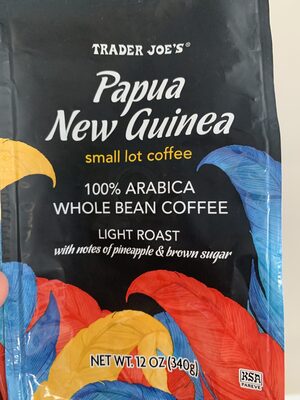 TRADER JOE'S®
Papua
New Guinea
small lot coffee
100% ARABICA
WHOLE BEAN COFFEE
LIGHT ROAST
with notes of pineapple & brown sugar
NET WT. 12 OZ (340g)
KSA
PAREVE